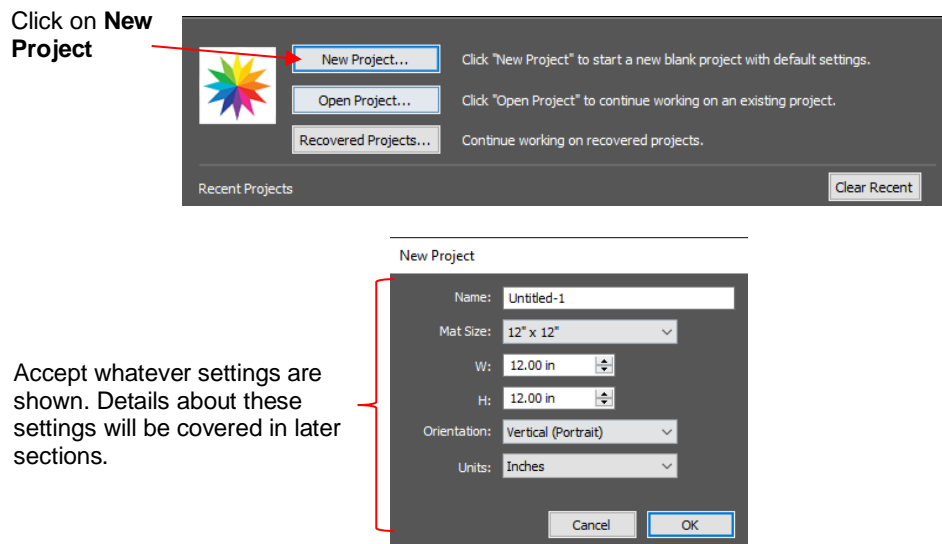 Click on New
Project
New Project... Click "New Project" to start a new blank project with default settings.
Open Project... Click "Open Project" to continue working on an existing project.
Recovered Projects... Continue working on recovered projects.
Recent Projects Clear Recent
New Project
Name: Untitled-1
Mat Size: 12" x 12"
W: 12.00 in
H: 12.00 in
Orientation: Vertical (Portrait)
Units: Inches
Cancel OK
Accept whatever settings are
shown. Details about these
settings will be covered in later
sections.